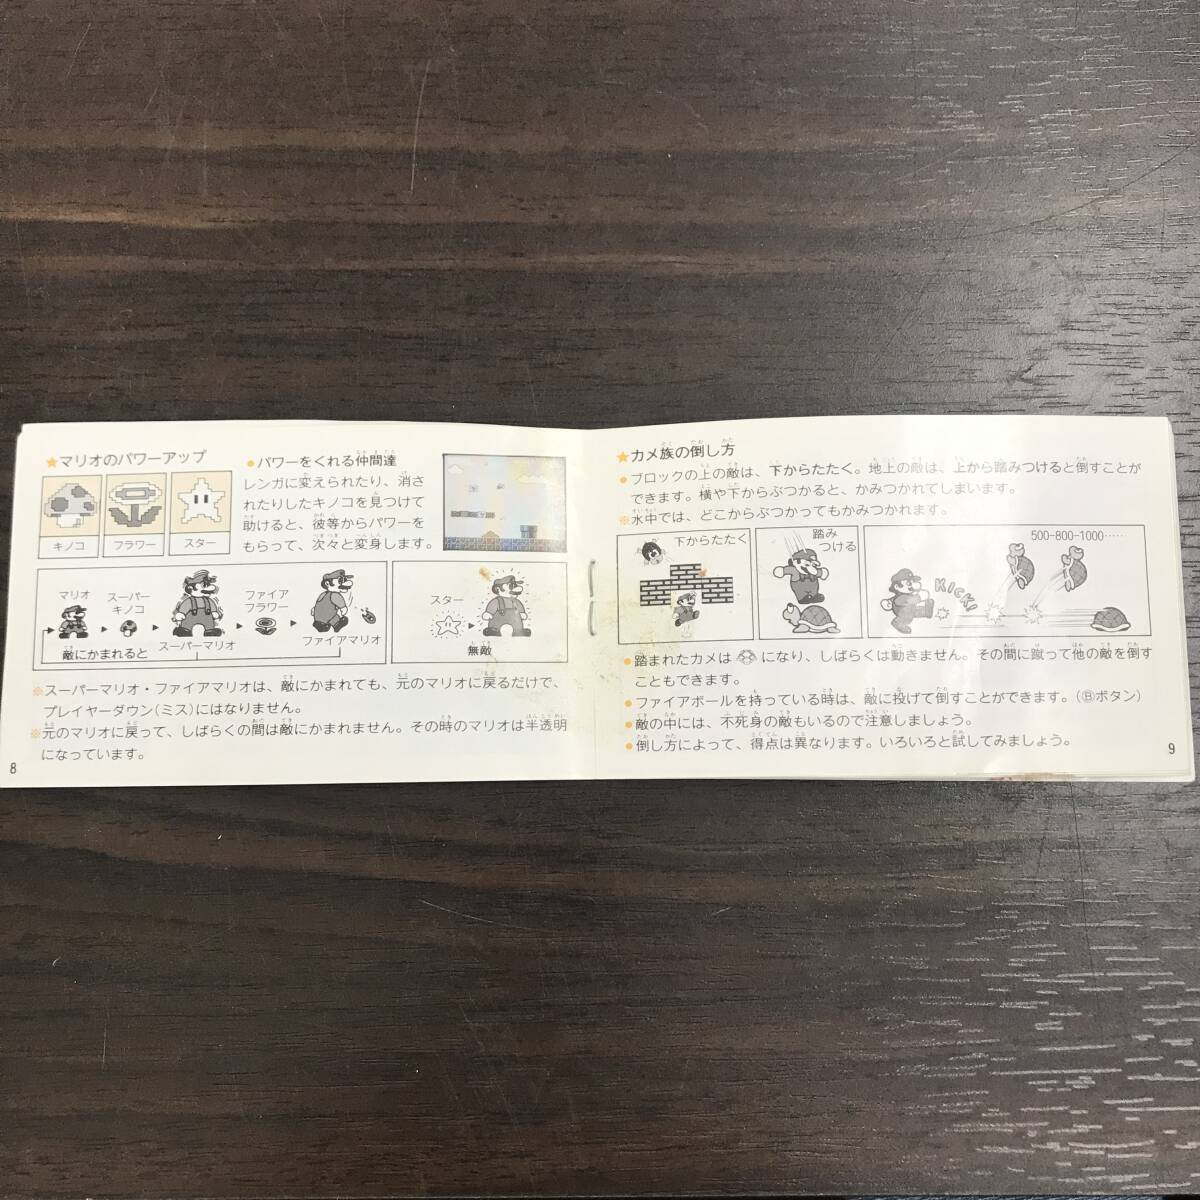 ★マリオのパワーアップ
キノコ
フラワー
スター
●パワーをくれる仲間達
レンガに変えられたり、消さ
れたりしたキノコを見つけて
助けると、彼等からパワーを
もらって、次々と変身します。
マリオ
スーパー
キノコ
スーパーマリオ
ファイア
フラワー
ファイアマリオ
敵にかまれると
スター
無敵
※スーパーマリオ・ファイアマリオは、敵にかまれても、元のマリオに戻るだけで、
プレイヤーダウン(ミス)にはなりません。
※元のマリオに戻って、しばらくの間は敵にかまれません。その時のマリオは半透明
になっています。
8
★カメ族の倒し方
●ブロックの上の敵は、下からたたく。地上の敵は、上から踏みつけると倒すことが
できます。横や下からぶつかると、かみつかれてしまいます。
※水中では、どこからぶつかってもかみつかれます。
下からたたく
踏み
つける
KICK!
500-800-1000……
●踏まれたカメは になり、しばらくは動きません。その間に蹴って他の敵を倒す
こともできます。
●ファイアボールを持っている時は、敵に投げて倒すことができます。(Ⓑボタン)
●敵の中には、不死身の敵もいるので注意しましょう。
●倒し方によって、得点は異なります。いろいろと試してみましょう。
9